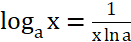 logₐ x = 1 / (x ln a)